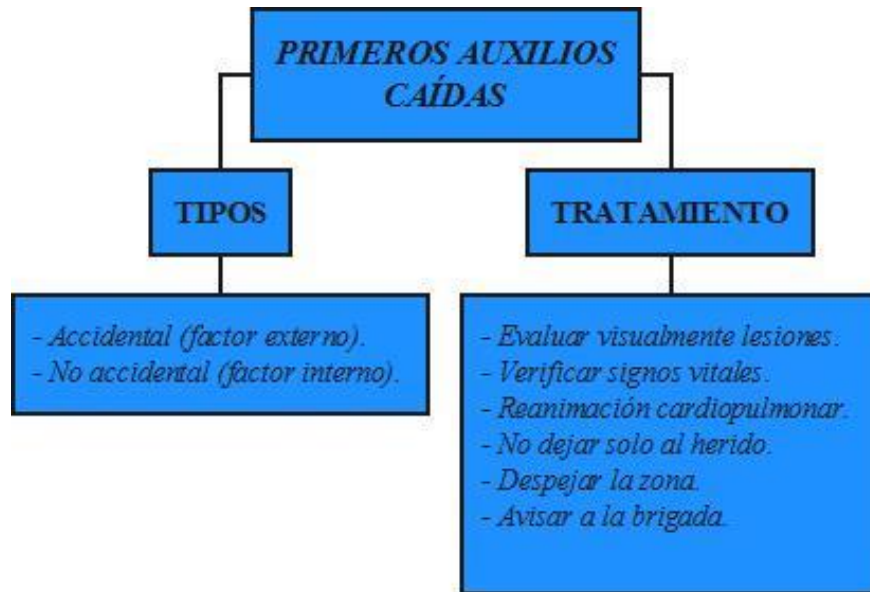 PRIMEROS AUXILIOS
CAÍDAS
TIPOS
TRATAMIENTO
- Accidental (factor externo).
- No accidental (factor interno).
- Evaluar visualmente lesiones.
- Verificar signos vitales.
- Reanimación cardiopulmonar.
- No dejar solo al herido.
- Despejar la zona.
- Avisar a la brigada.